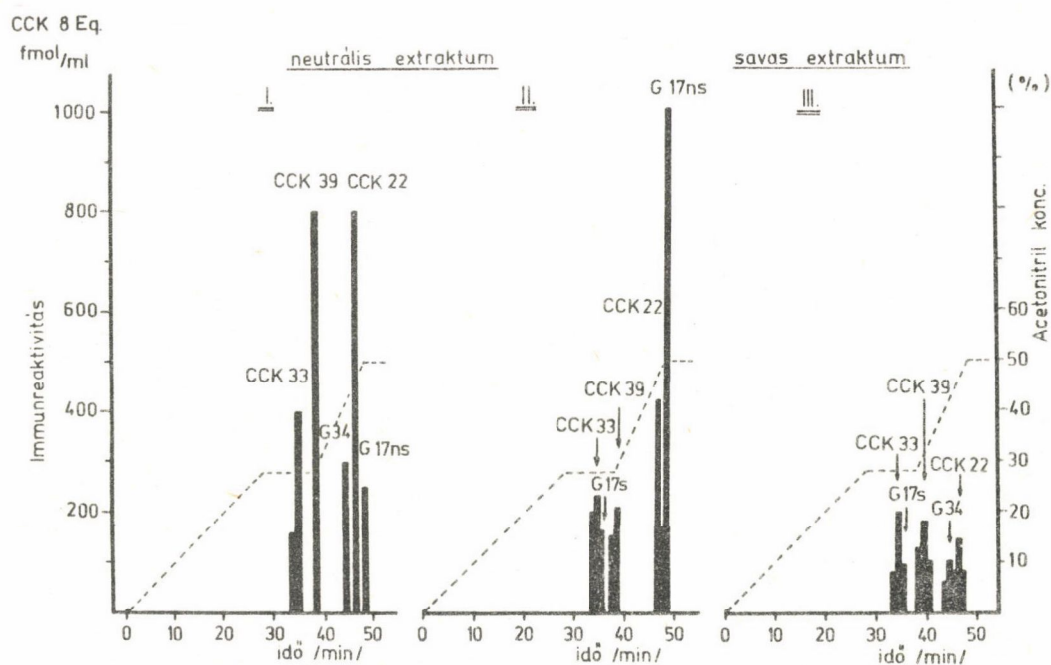 CCK 8 Eq.
fmol/ml
neutrális extraktum
savas extraktum
(%)
I.
II.
III.
G 17ns
1000
CCK 39
CCK 22
800
600
CCK 22
60
50
CCK 33
CCK 39
CCK 39
400
40
CCK 33
CCK 33
G34
G 17ns
CCK 22
30
G17s
G17s
G34
200
20
10
Immunreaktivitás
Acetonitril konc.
0 10 20 30 40 50
0 10 20 30 40 50
0 10 20 30 40 50
idő /min/
idő /min/
idő /min/